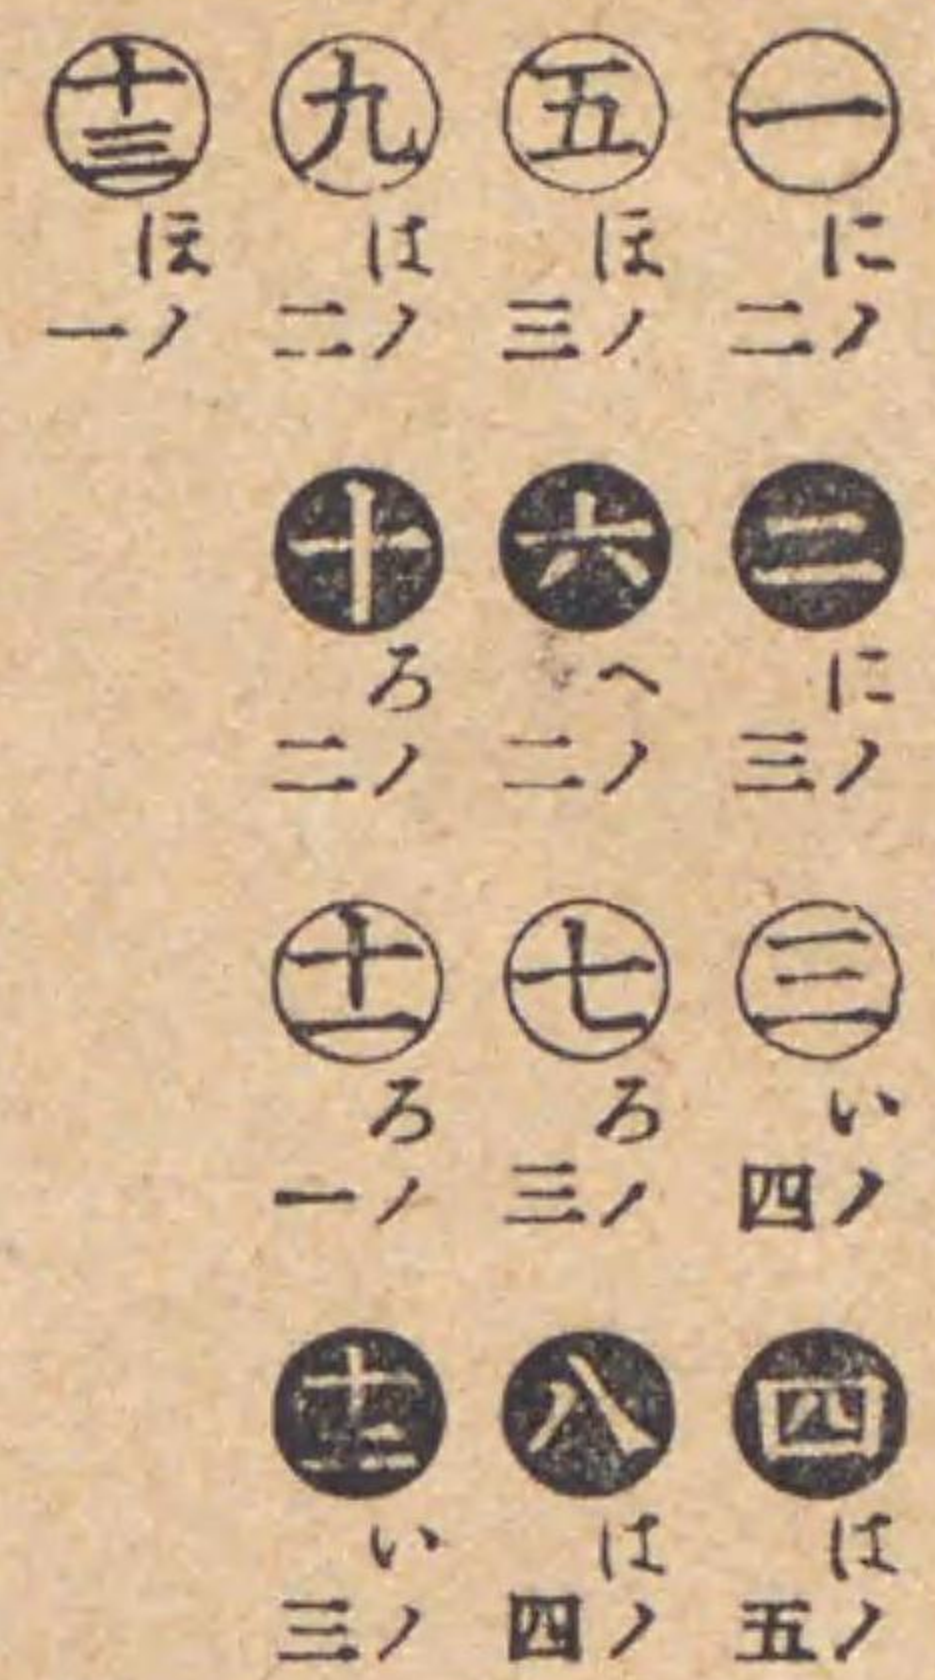 一 にノ二
二 にノ三
三 いノ四
四 はノ五
五 ほノ三
六 へノ二
七 ろノ三
八 はノ四
九 はノ二
十 ろノ二
十一 ろノ一
十二 いノ三
十三 ほノ一